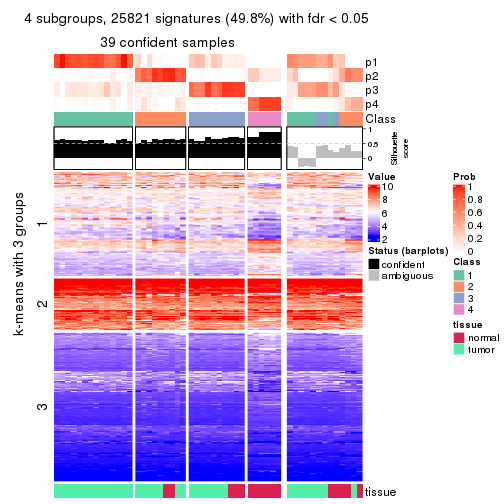 4 subgroups, 25821 signatures (49.8%) with fdr < 0.05
39 confident samples
p1
p2
p3
p4
Class
1
0.5
0
Silhouette
score
k-means with 3 groups
1
2
3
tissue
Value
10
8
6
4
2
Status (barplots)
confident
ambiguous
Prob
1
0.8
0.6
0.4
0.2
0
Class
1
2
3
4
tissue
normal
tumor